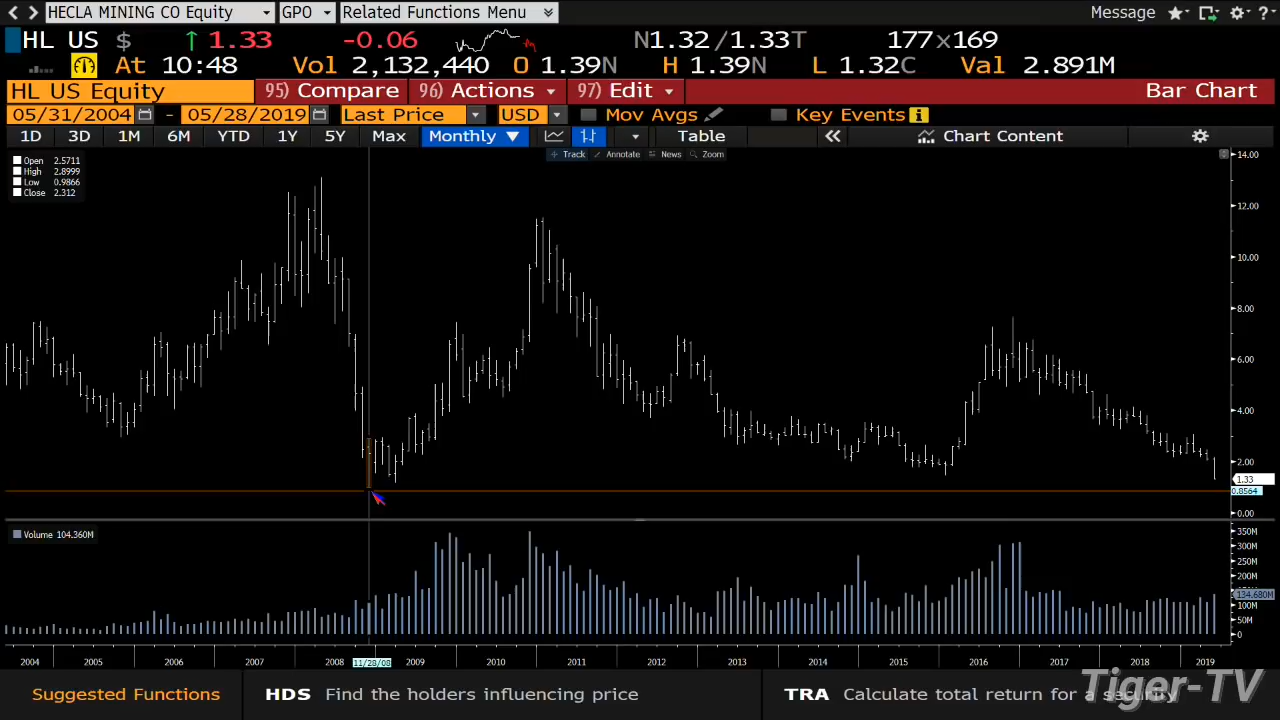 HECLA MINING CO Equity GPO Related Functions Menu Message ?
HL US $ ↑ 1.33 -0.06 N1.32 /1.33T 177×169
At 10:48 Vol 2,132,440 O 1.39N H 1.39N L 1.32C Val 2.891M
HL US Equity 95) Compare 96) Actions 97) Edit Bar Chart
05/31/2004 - 05/28/2019 Last Price USD Mov Avgs Key Events
1D 3D 1M 6M YTD 1Y 5Y Max Monthly ▼ Table Chart Content
Track Annotate News Zoom
Open 2.5711
High 2.8999
Low 0.9866
Close 2.312
14.00
12.00
10.00
8.00
6.00
4.00
2.00
1.33
0.8564
0.00
Volume 104.360M
350M
300M
250M
200M
134.680M
100M
50M
0
2004 2005 2006 2007 2008 11/28/08 2009 2010 2011 2012 2013 2014 2015 2016 2017 2018 2019
Suggested Functions HDS Find the holders influencing price TRA Calculate total return for a security
Tiger-TV